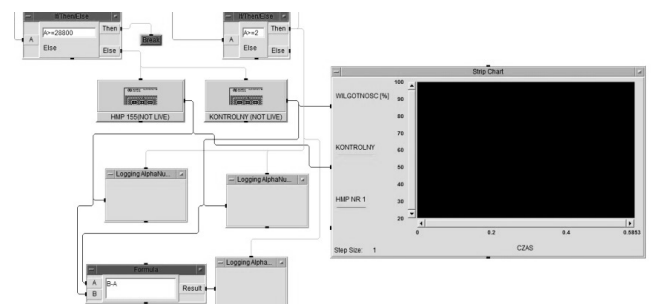 If/Then/Else
A
A>=28800
Else
Then
Else
Break
If/Then/Else
A
A>=2
Else
Then
Else
HMP 155(NOT LIVE)
KONTROLNY (NOT LIVE)
Logging AlphaNu...
Logging AlphaNu...
Logging Alpha...
Formula
A
B
B-A
Result
Strip Chart
WILGOTNOSC [%]
KONTROLNY
HMP NR 1
100
90
80
70
60
50
40
30
20
0
0.2
0.4
0.5853
Step Size: 1
CZAS